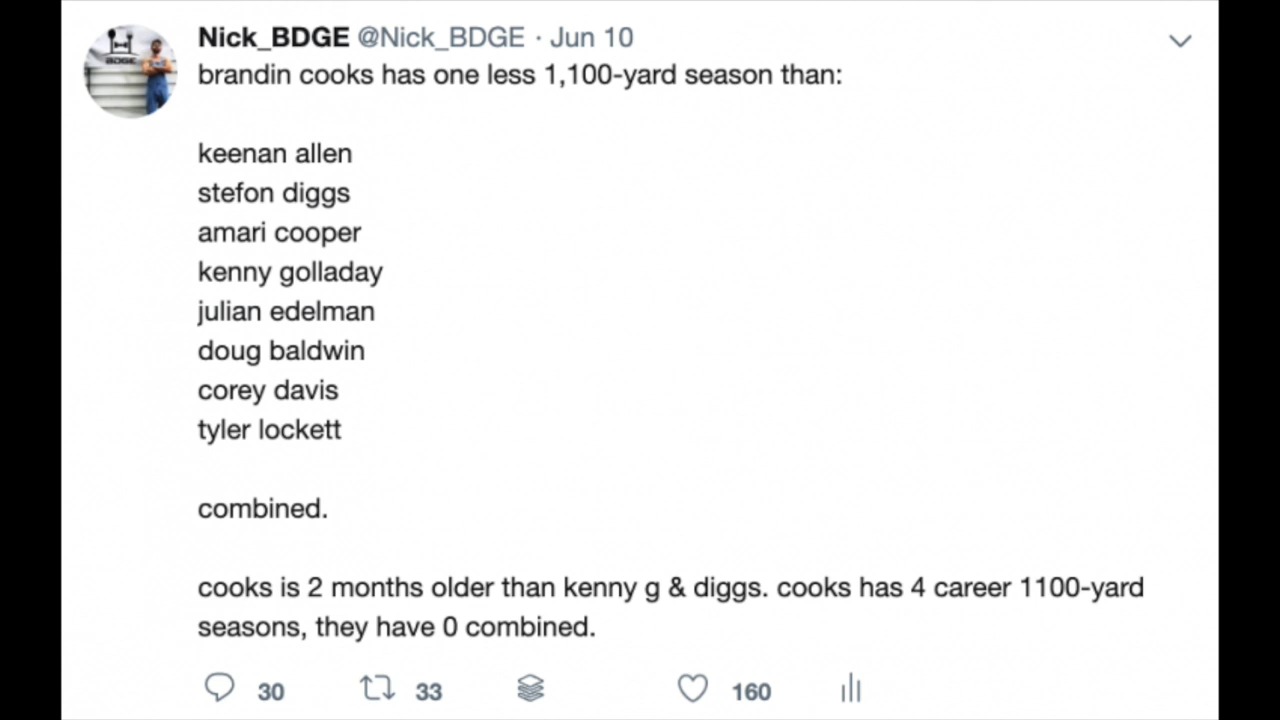 Nick_BDGE @Nick_BDGE · Jun 10
brandin cooks has one less 1,100-yard season than:
keenan allen
stefon diggs
amari cooper
kenny golladay
julian edelman
doug baldwin
corey davis
tyler lockett
combined.
cooks is 2 months older than kenny g & diggs. cooks has 4 career 1100-yard
seasons, they have 0 combined.
30 33 160